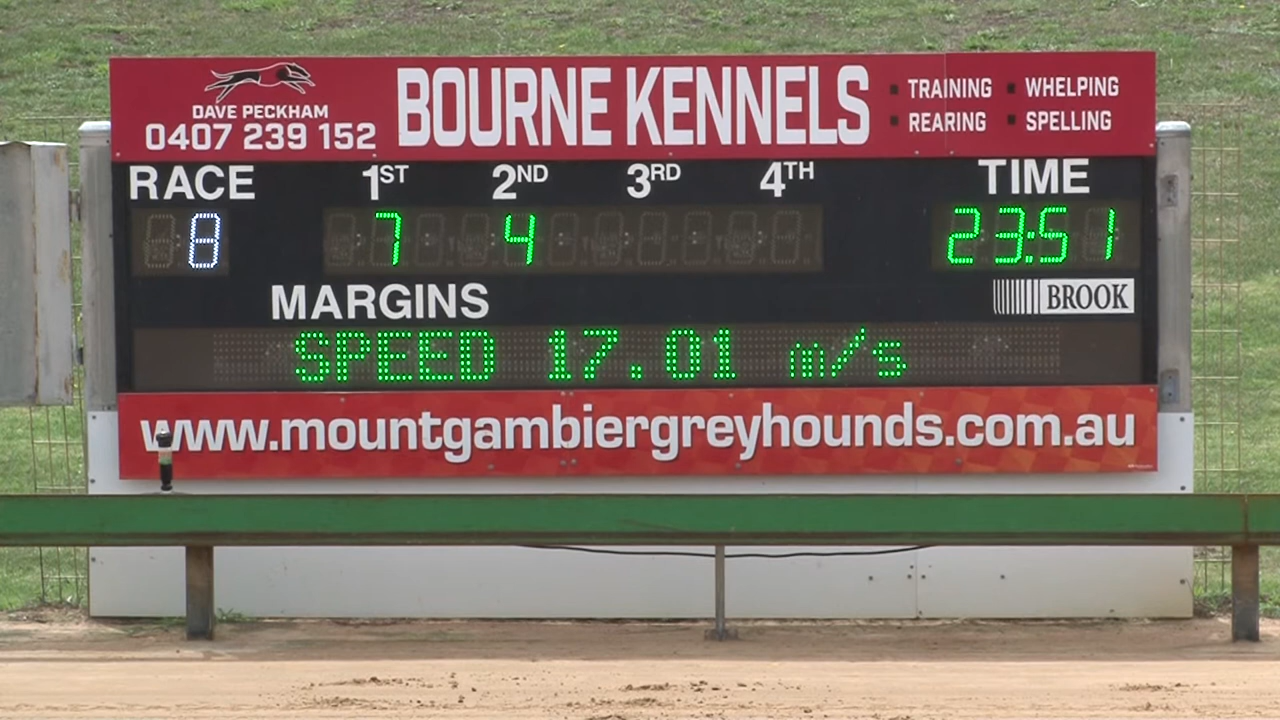 DAVE PECKHAM
0407 239 152
BOURNE KENNELS
TRAINING
WHELPING
REARING
SPELLING
RACE 1ST 2ND 3RD 4TH TIME
8 7 4 23:51
MARGINS
BROOK
SPEED 17.01 m/s
www.mountgambiergreyhounds.com.au